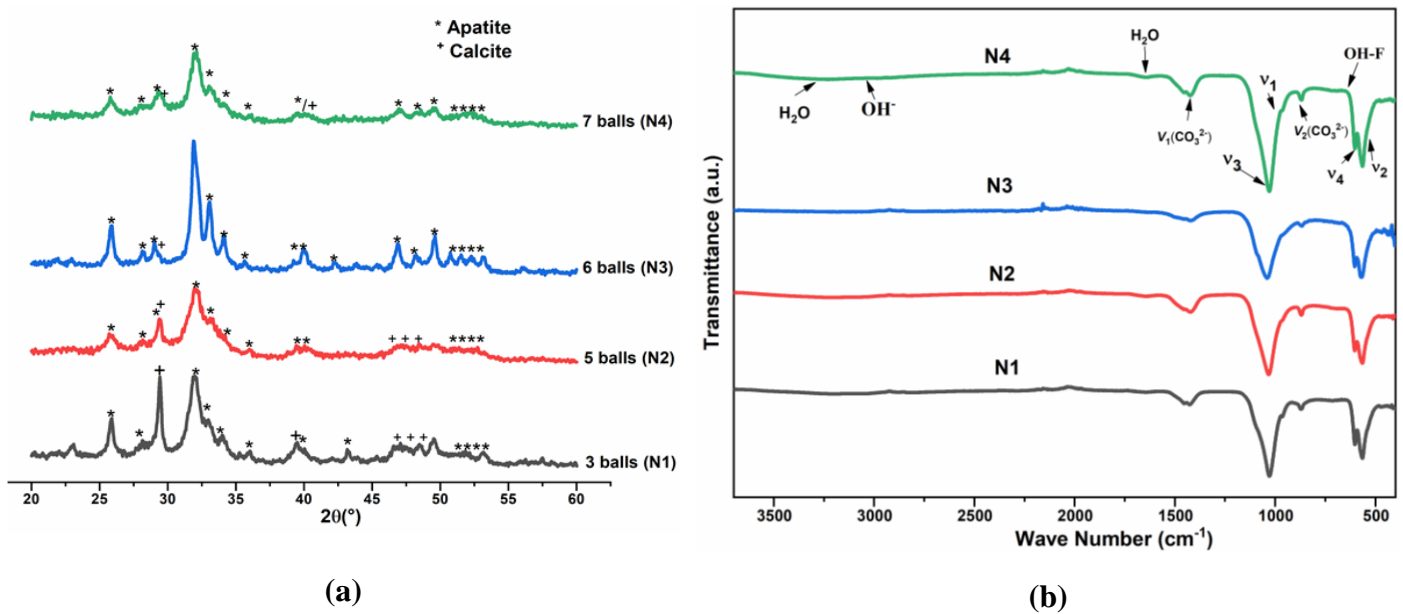 * Apatite
+ Calcite
* * * +
* * * * *
*/+
* * * * * * *
7 balls (N4)
* * * + * * * *
* * * * * * * * *
6 balls (N3)
* * * + * * * *
* * + + + * * * *
5 balls (N2)
* * + * * * *
+ * * + + + * * * *
3 balls (N1)
20 25 30 35 40 45 50 55 60
2θ(°)
(a)
Transmittance (a.u.)
N4
H₂O
OH⁻
H₂O
V₁(CO₃²⁻)
ν₁
ν₃
V₂(CO₃²⁻)
OH-F
ν₄
ν₂
N3
N2
N1
3500 3000 2500 2000 1500 1000 500
Wave Number (cm⁻¹)
(b)